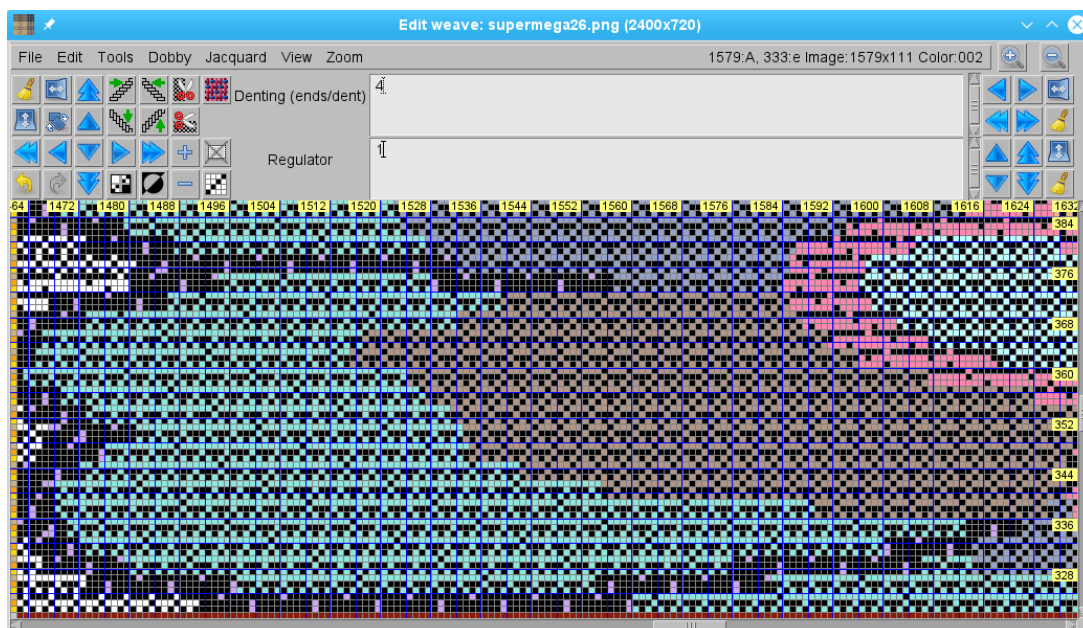 Edit weave: supermega26.png (2400x720)
File Edit Tools Dobby Jacquard View Zoom 1579:A, 333:e Image:1579x111 Color:002
Denting (ends/dent) 4
Regulator 1
64 1472 1480 1488 1496 1504 1512 1520 1528 1536 1544 1552 1560 1568 1576 1584 1592 1600 1608 1616 1624 1632
384
376
368
360
352
344
336
328